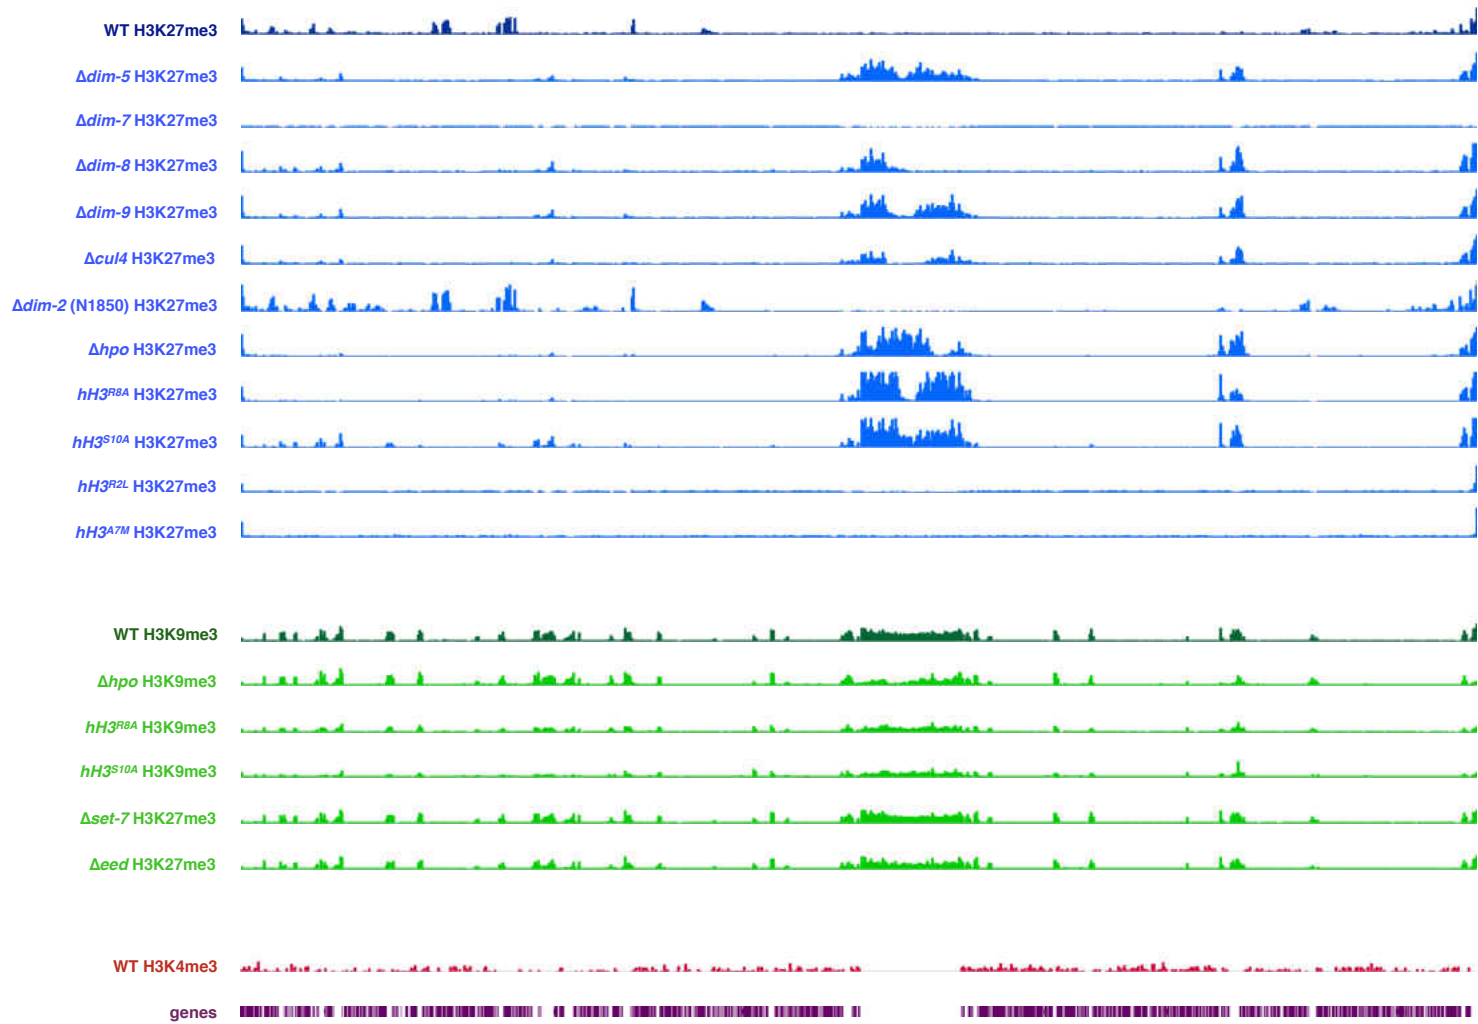 WT H3K27me3
Δdim-5 H3K27me3
Δdim-7 H3K27me3
Δdim-8 H3K27me3
Δdim-9 H3K27me3
Δcul4 H3K27me3
Δdim-2 (N1850) H3K27me3
Δhpo H3K27me3
hH3R8A H3K27me3
hH3S10A H3K27me3
hH3R2L H3K27me3
hH3A7M H3K27me3
WT H3K9me3
Δhpo H3K9me3
hH3R8A H3K9me3
hH3S10A H3K9me3
Δset-7 H3K27me3
Δeed H3K27me3
WT H3K4me3
genes